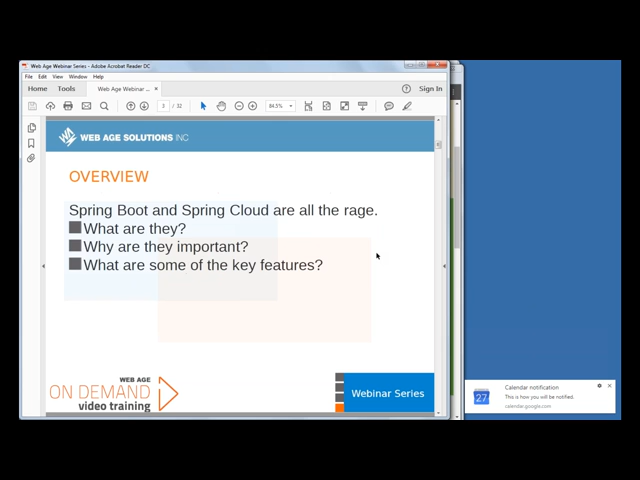 Web Age Webinar Series - Adobe Acrobat Reader DC
File Edit View Window Help
Home Tools Web Age Webinar ... × Sign In
3 / 32 84.5%
WEB AGE SOLUTIONS INC
OVERVIEW
Spring Boot and Spring Cloud are all the rage.
What are they?
Why are they important?
What are some of the key features?
WEB AGE
ON DEMAND
video training
Webinar Series
Calendar notification
27
This is how you will be notified.
calendar.google.com